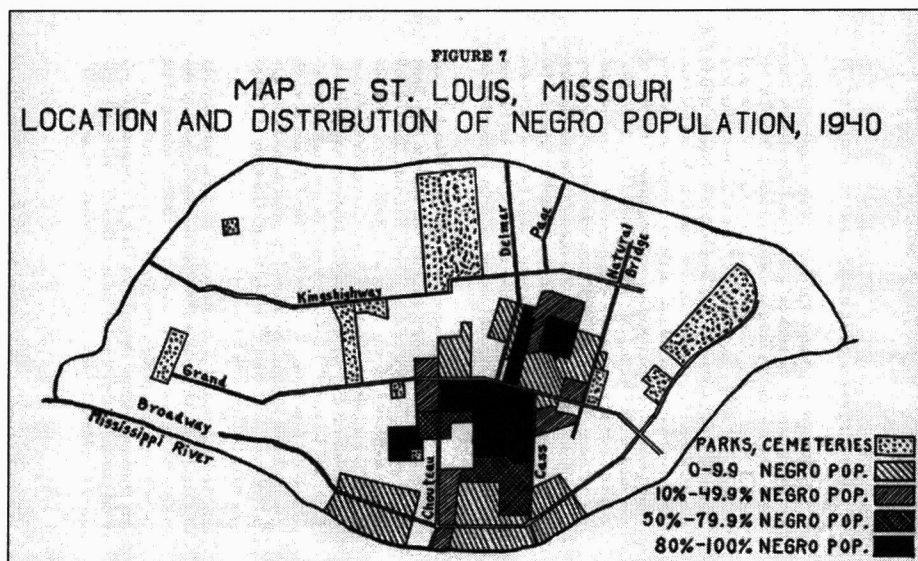 FIGURE 7
MAP OF ST. LOUIS, MISSOURI
LOCATION AND DISTRIBUTION OF NEGRO POPULATION, 1940
Delmar
Page
Natural
Bridge
Kingshighway
Grand
Broadway
Mississippi River
Chouteau
Cass
PARKS, CEMETERIES
0-9.9 NEGRO POP.
10%-49.9% NEGRO POP.
50%-79.9% NEGRO POP.
80%-100% NEGRO POP.